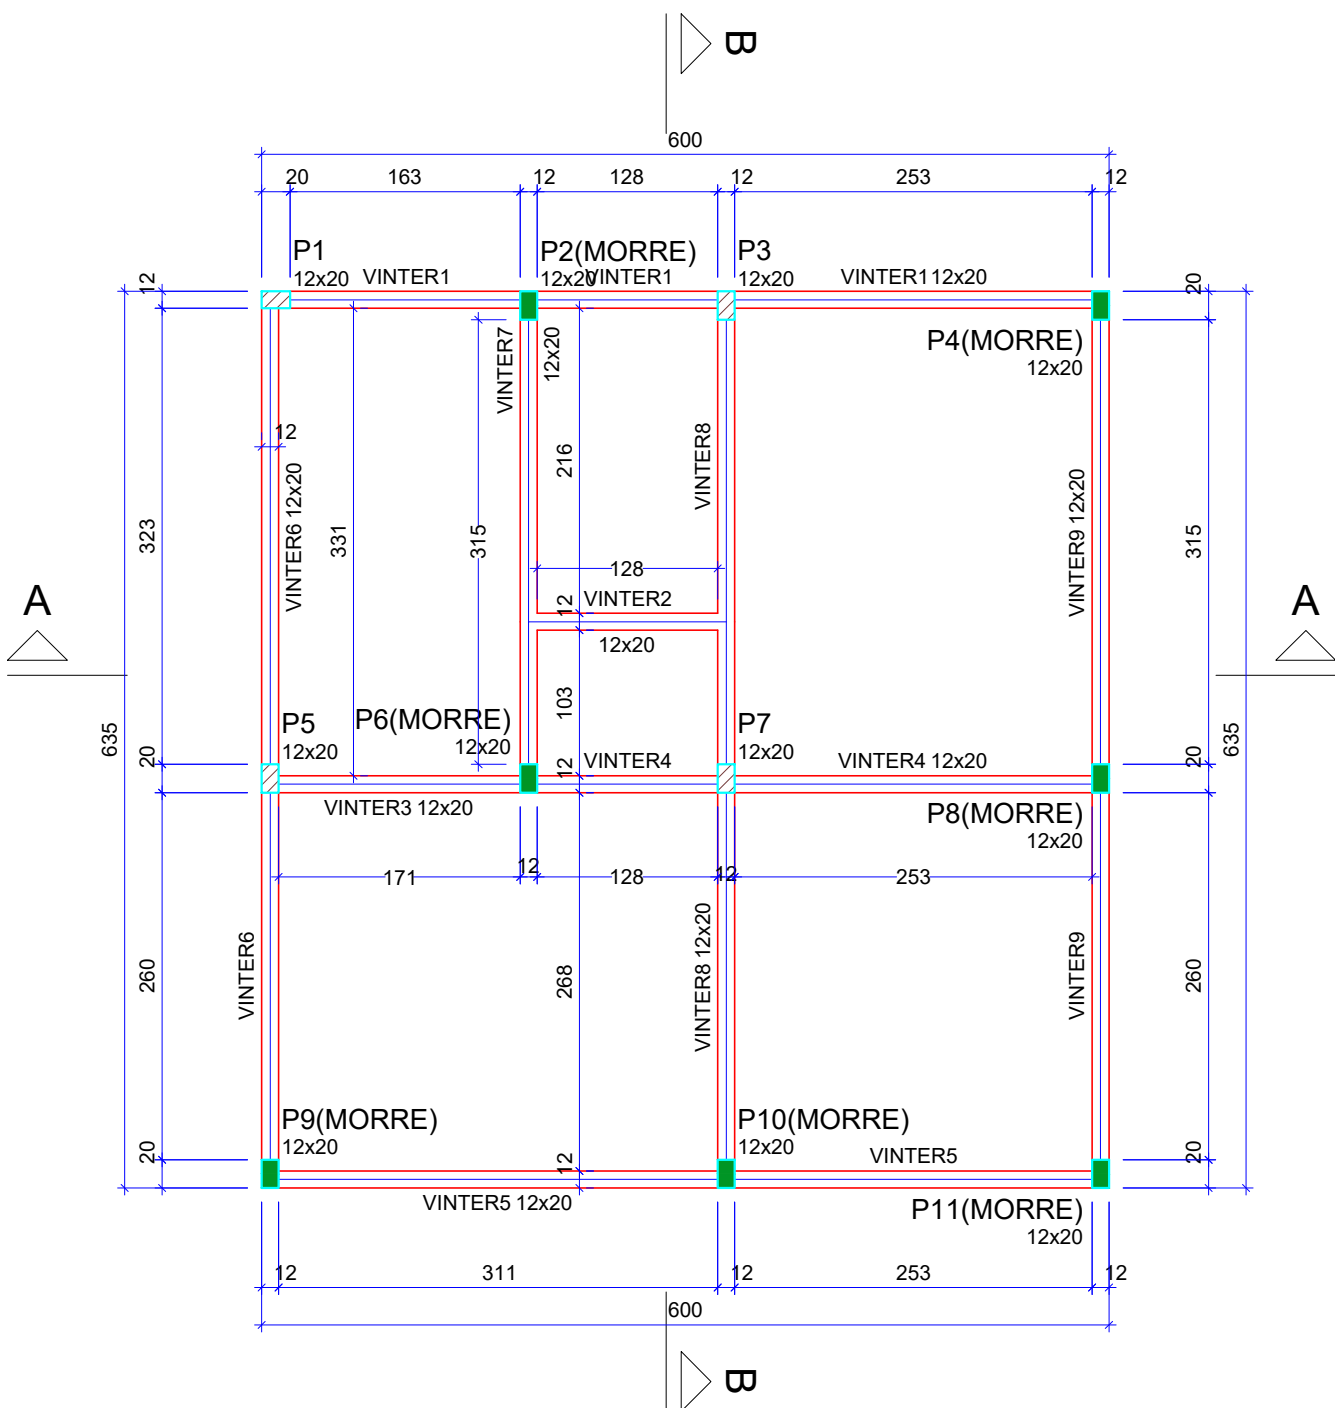 B
600
20 163 12 128 12 253 12
P1 P2(MORRE) P3
12x20 VINTER1 12x20 VINTER1 12x20 VINTER1 12x20
12 20
P4(MORRE)
12x20
VINTER7 12x20
12
216
VINTER8
VINTER6 12x20
323 331 315
VINTER9 12x20
315
128
VINTER2
12
12x20
A A
103
P5 P6(MORRE) P7
12x20 12x20 12x20
635 635
20 12 20
VINTER4 VINTER4 12x20
VINTER3 12x20
P8(MORRE)
12x20
171 12 128 12 253
VINTER6
260
268
VINTER8 12x20
VINTER9
260
P9(MORRE) P10(MORRE)
12x20 12x20
20 12 20
VINTER5
VINTER5 12x20
P11(MORRE)
12x20
12 311 12 253 12
600
B